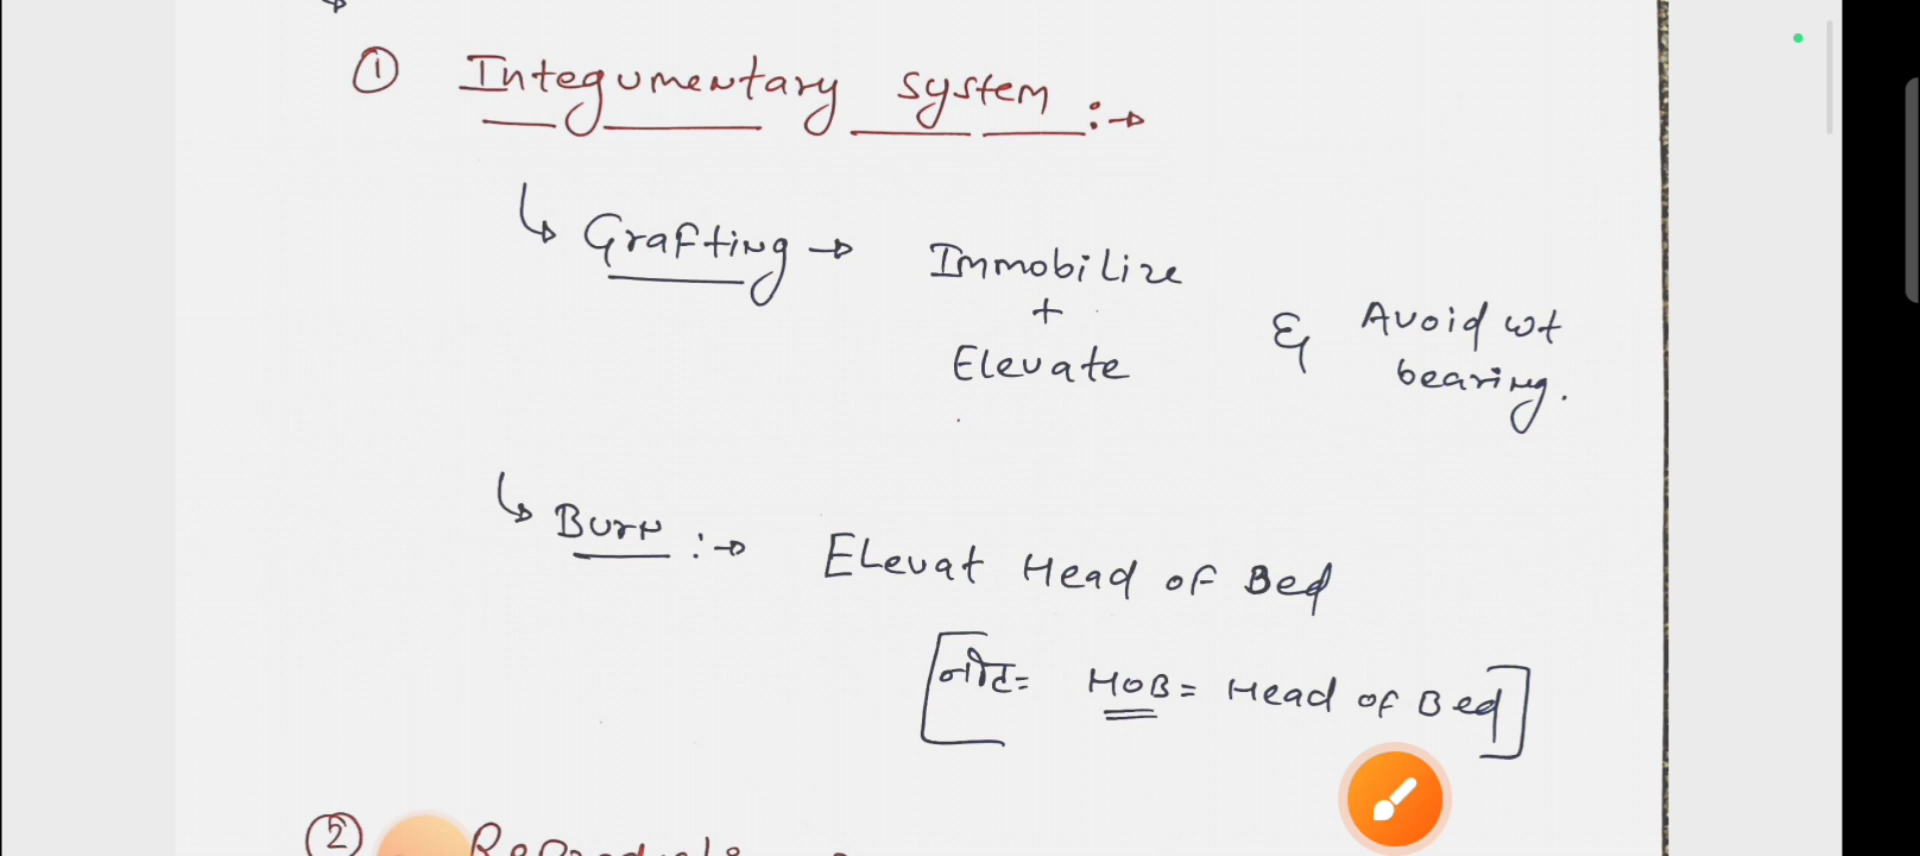 ① Integumentary system :→
↳ Grafting → Immobilize
+
Elevate
& Avoid wt
bearing.
↳ Burn :→ Elevat Head of Bed
[नोट= HOB = Head of Bed]
②